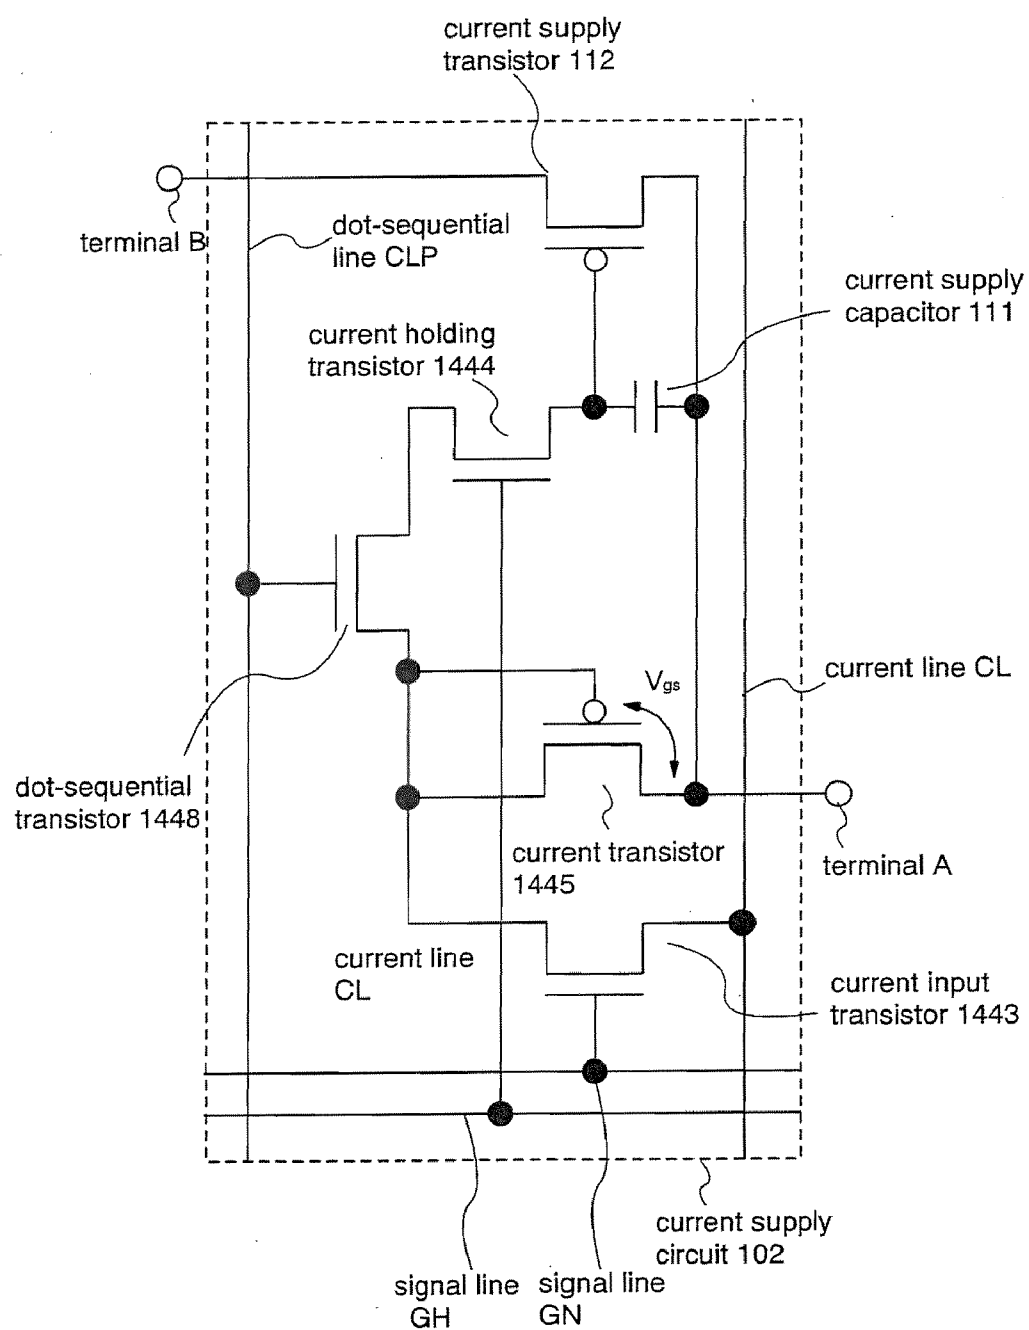 current supply
transistor 112
terminal B
dot-sequential
line CLP
current supply
capacitor 111
current holding
transistor 1444
current line CL
Vgs
dot-sequential
transistor 1448
current transistor
1445
terminal A
current line
CL
current input
transistor 1443
current supply
circuit 102
signal line
GH
signal line
GN